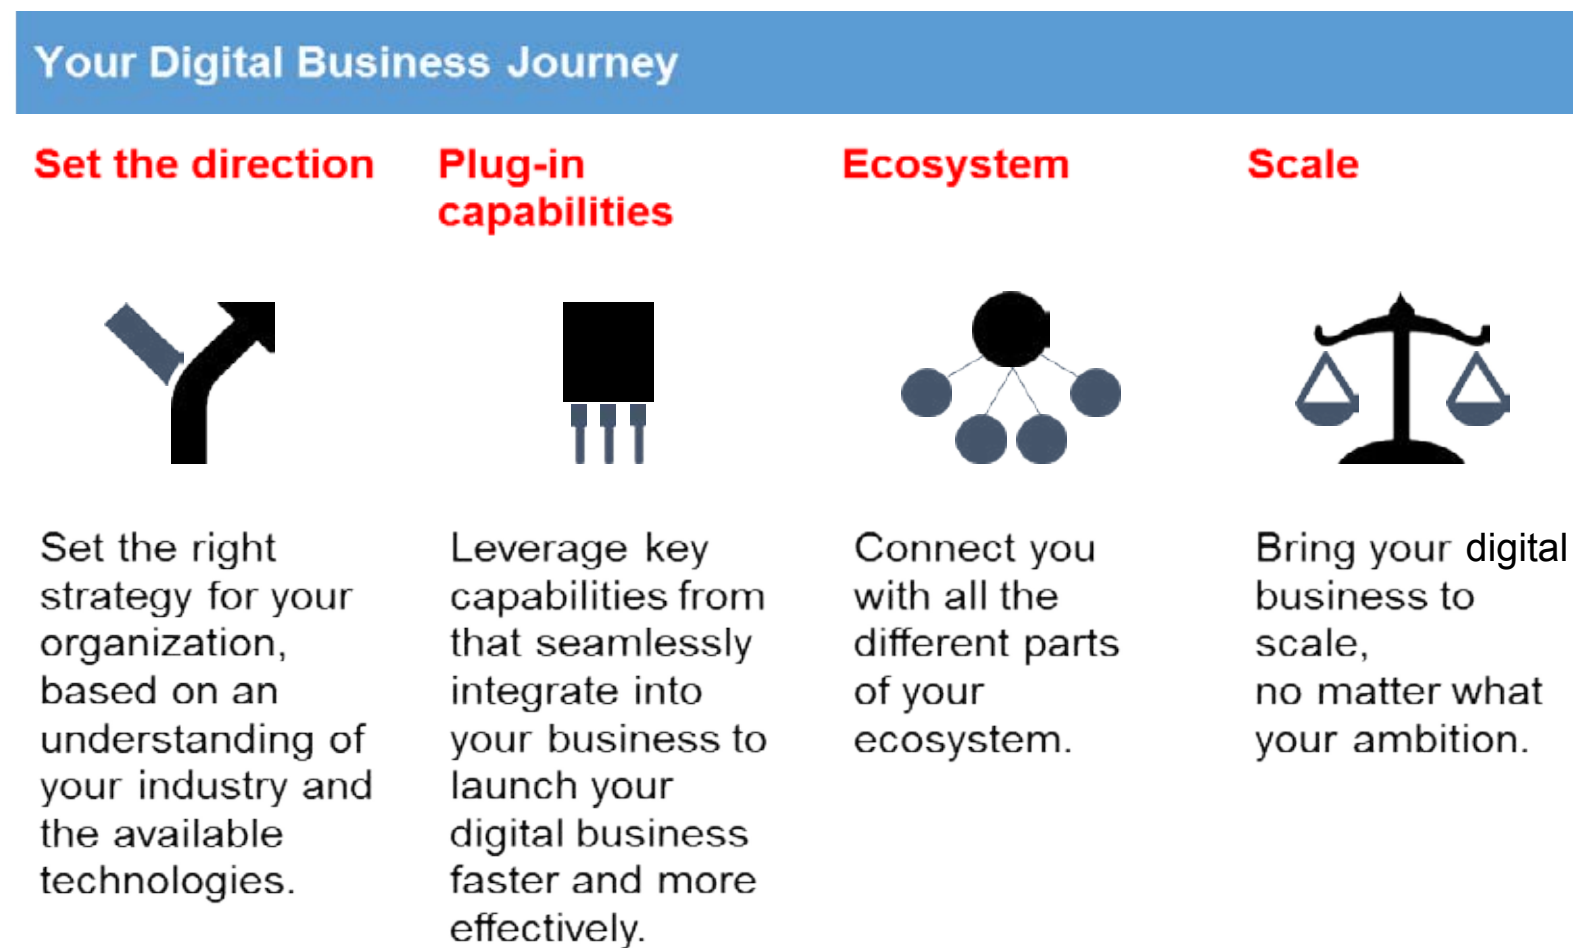 Your Digital Business Journey
Set the direction
Plug-in
capabilities
Ecosystem
Scale
Set the right
strategy for your
organization,
based on an
understanding of
your industry and
the available
technologies.
Leverage key
capabilities from
that seamlessly
integrate into
your business to
launch your
digital business
faster and more
effectively.
Connect you
with all the
different parts
of your
ecosystem.
Bring your digital
business to
scale,
no matter what
your ambition.